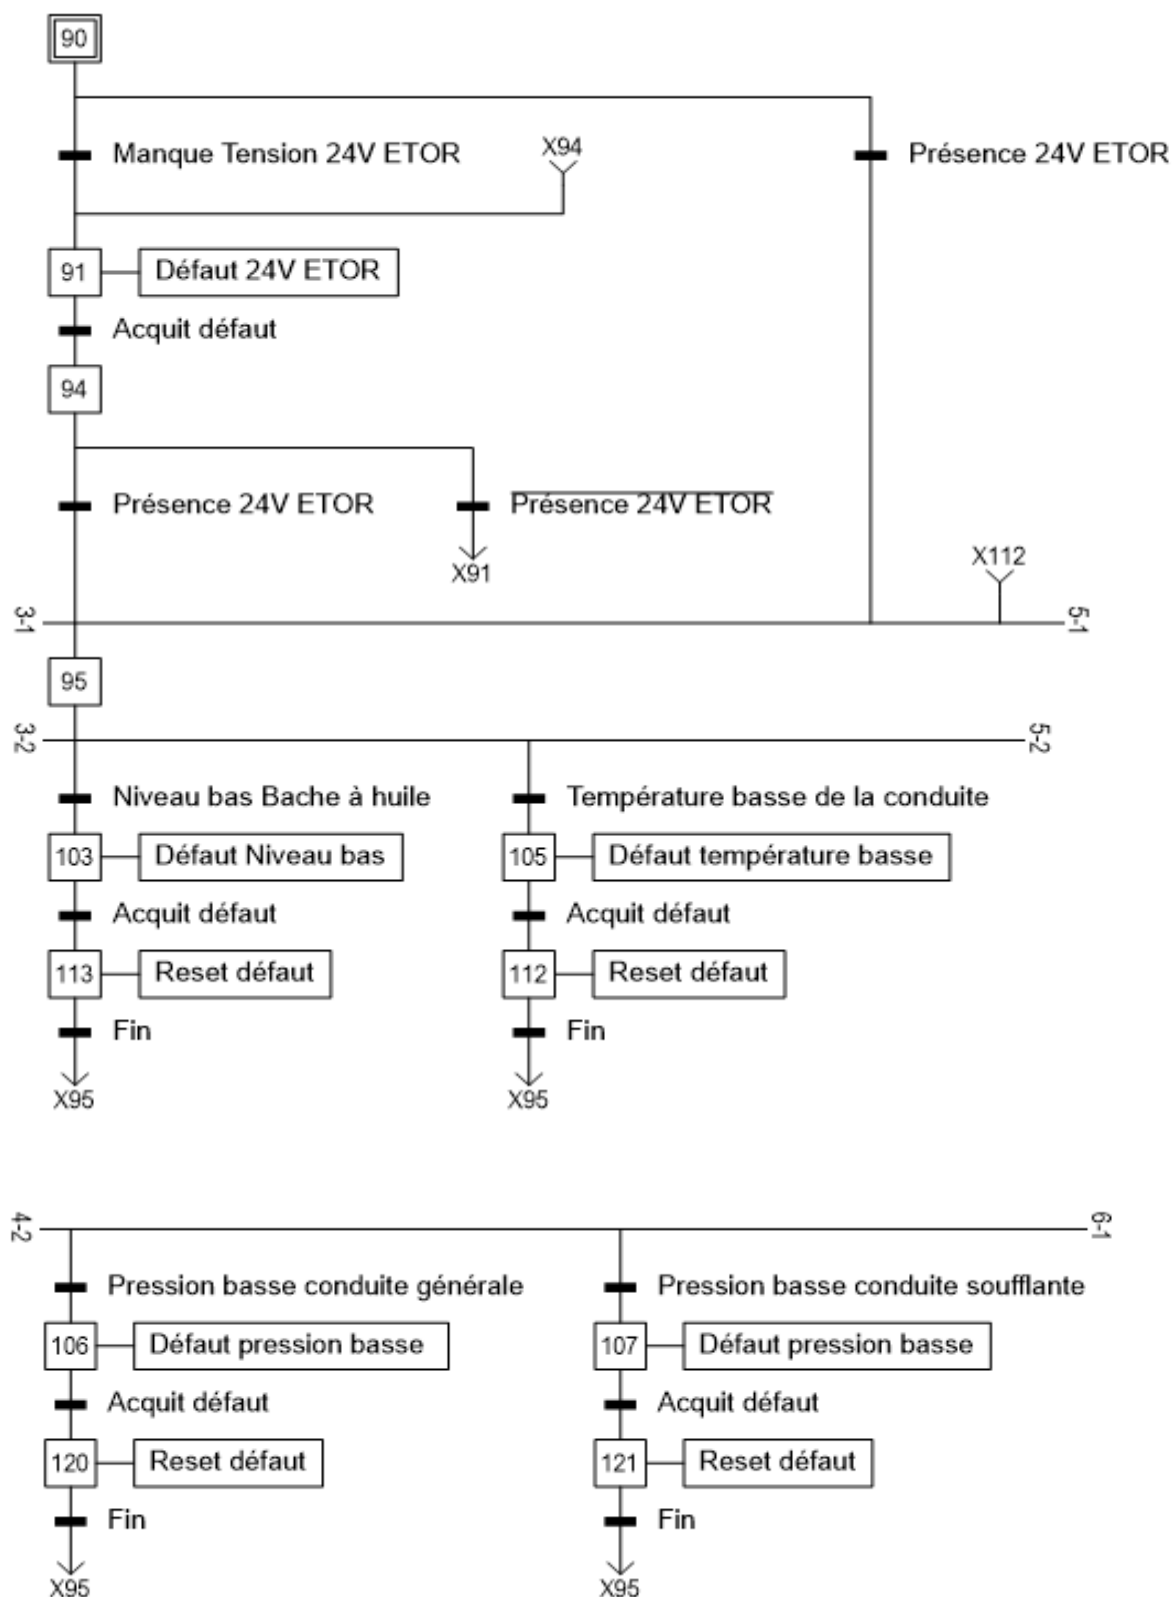 90
Manque Tension 24V ETOR
X94
Présence 24V ETOR
91
Défaut 24V ETOR
Acquit défaut
94
Présence 24V ETOR
Présence 24V ETOR
X91
X112
3-1
5-1
95
3-2
5-2
Niveau bas Bache à huile
Température basse de la conduite
103
Défaut Niveau bas
105
Défaut température basse
Acquit défaut
Acquit défaut
113
Reset défaut
112
Reset défaut
Fin
Fin
X95
X95
4-2
6-1
Pression basse conduite générale
Pression basse conduite soufflante
106
Défaut pression basse
107
Défaut pression basse
Acquit défaut
Acquit défaut
120
Reset défaut
121
Reset défaut
Fin
Fin
X95
X95